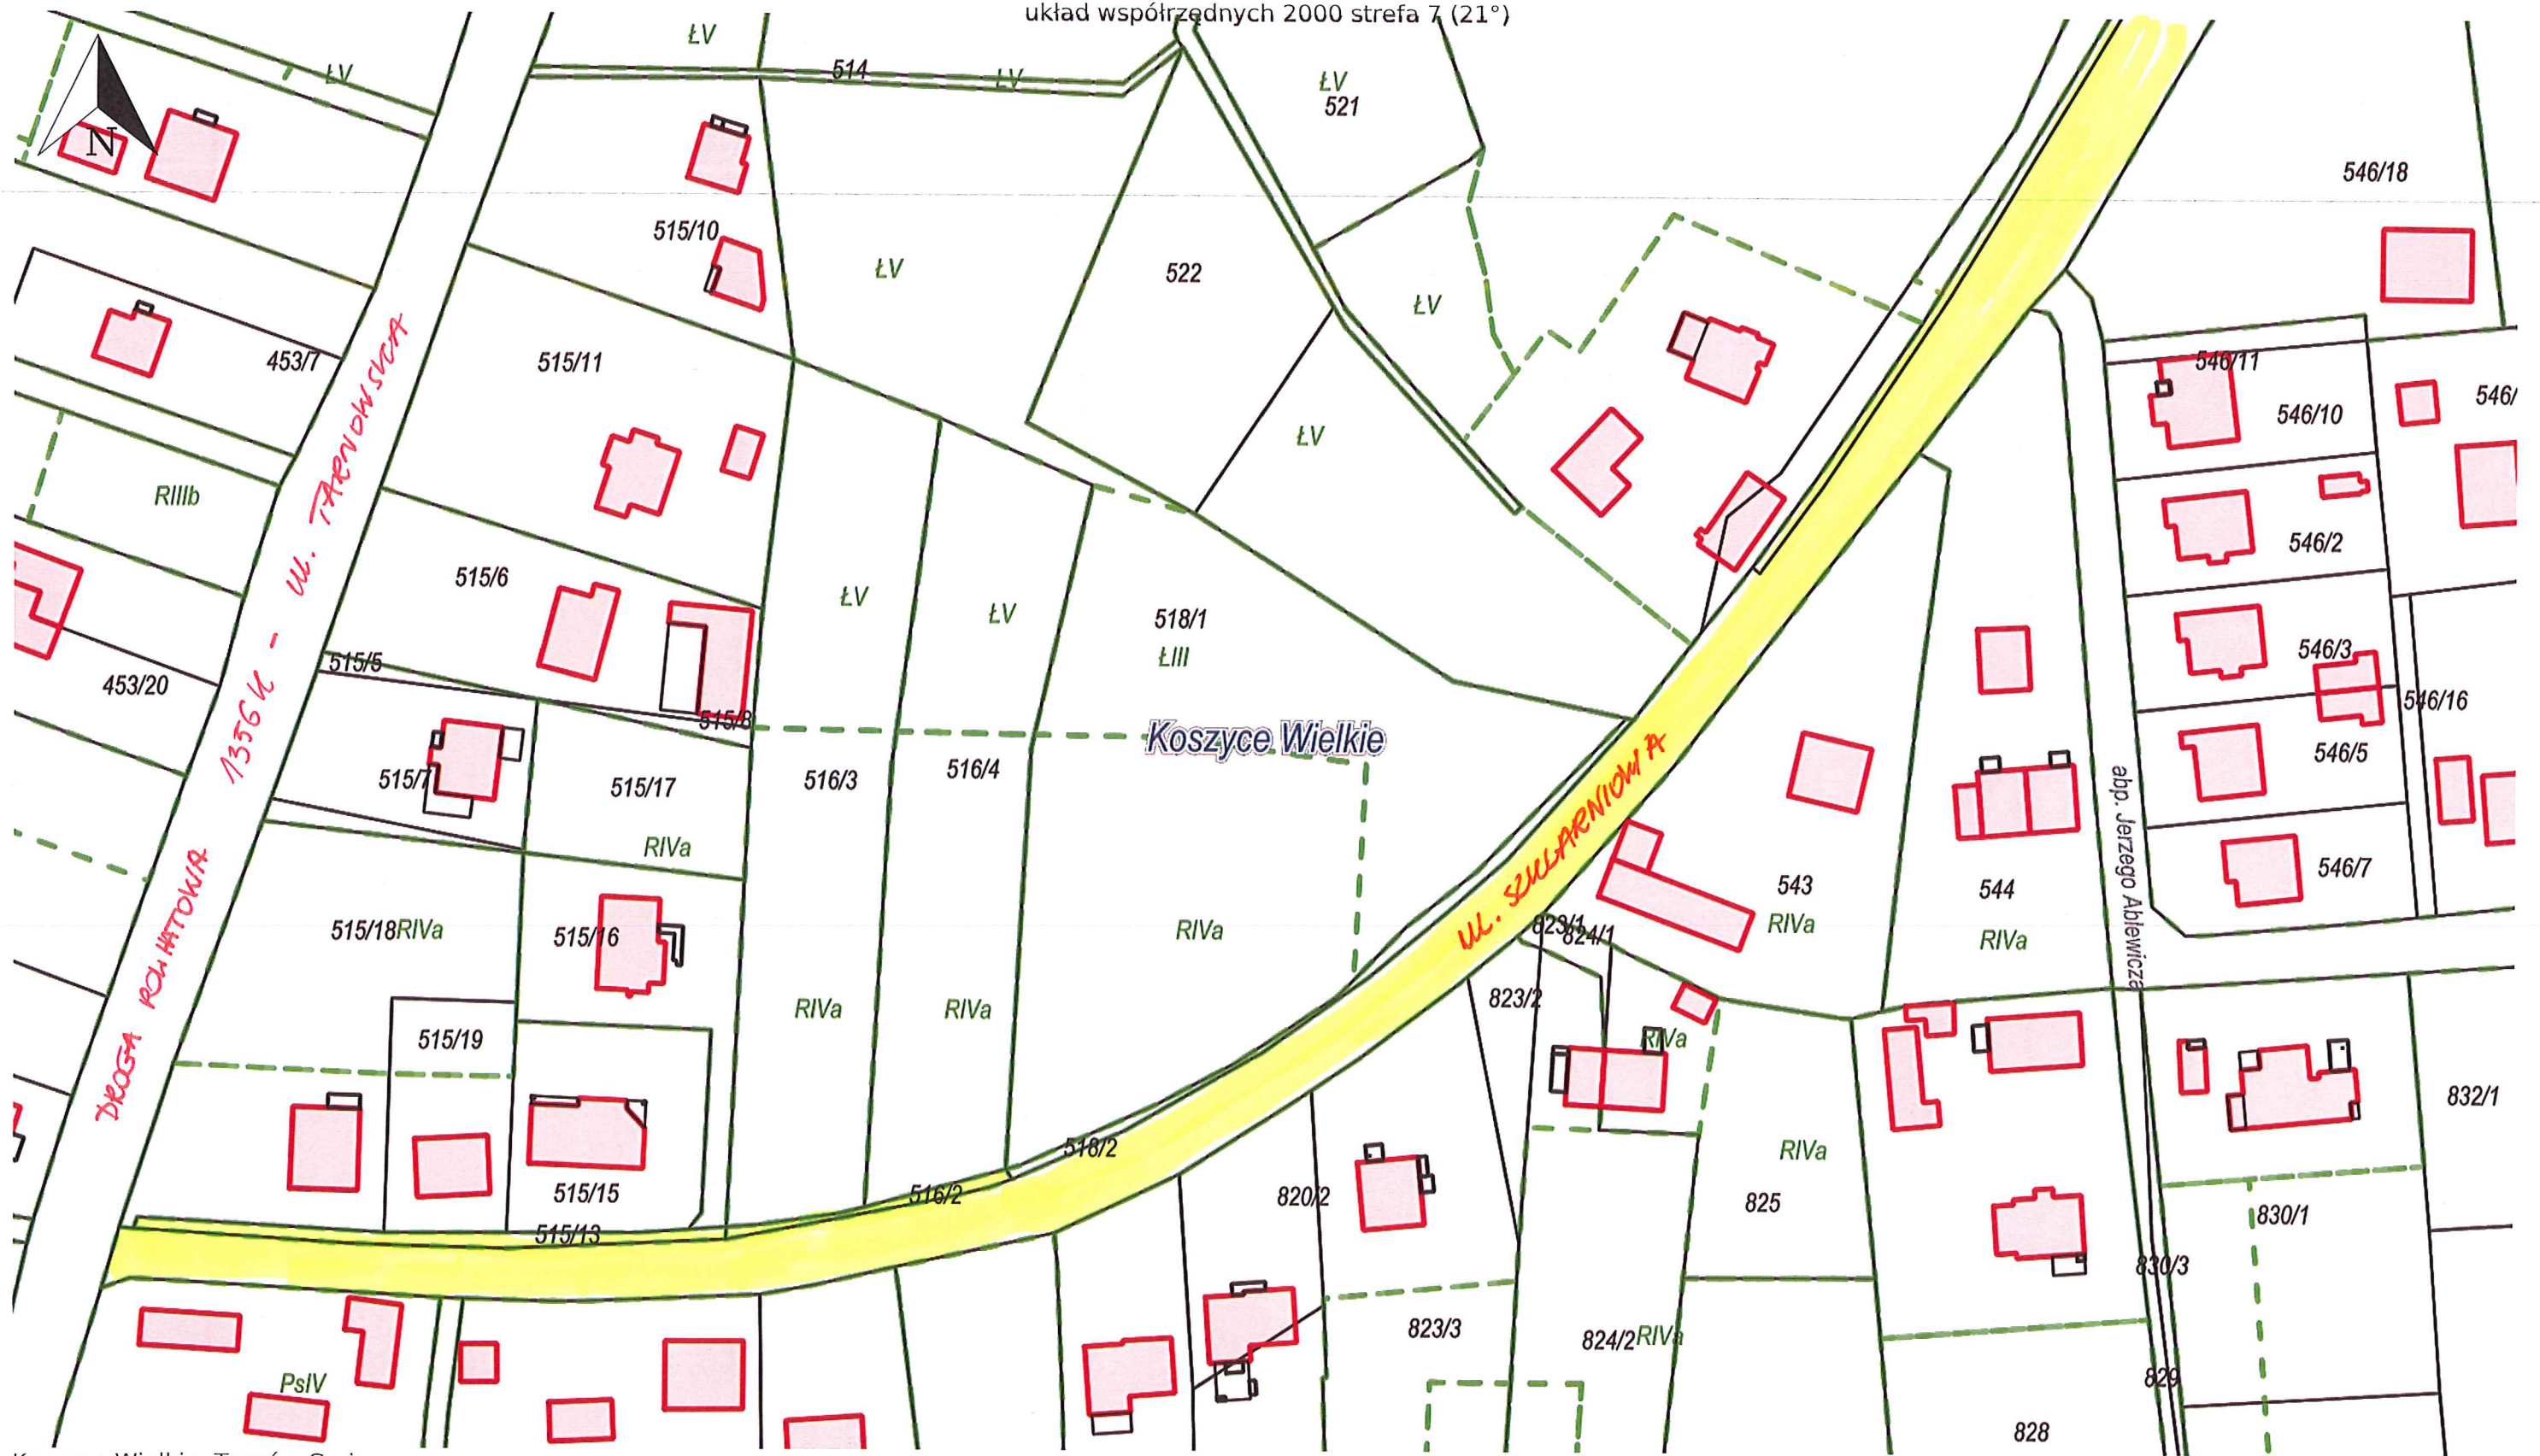 układ współrzędnych 2000 strefa 7 (21°)
ŁV
ŁV
514
ŁV
ŁV
521
N
546/18
515/10
ŁV
522
ŁV
453/7
515/11
546/11
546/
546/10
ŁV
RIIIb
546/2
515/6
ŁV
ŁV
518/1
ŁIII
515/5
453/20
546/3
546/16
515/8
Koszyce Wielkie
546/5
515/7
515/17
516/3
516/4
RIVa
546/7
543
544
RIVa
RIVa
515/18 RIVa
515/16
RIVa
823/1
824/1
abp. Jerzego Ablewicza
RIVa
RIVa
823/2
RIVa
515/19
832/1
518/2
RIVa
515/15
516/2
820/2
825
515/13
830/1
830/3
823/3
824/2 RIVa
PsIV
829
828
DROGA POWIATOWA 1356K - ul. TARNOWSKA
ul. SZKLARNIOWA